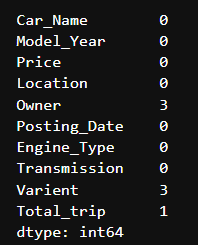 Car_Name 0
Model_Year 0
Price 0
Location 0
Owner 3
Posting_Date 0
Engine_Type 0
Transmission 0
Varient 3
Total_trip 1
dtype: int64